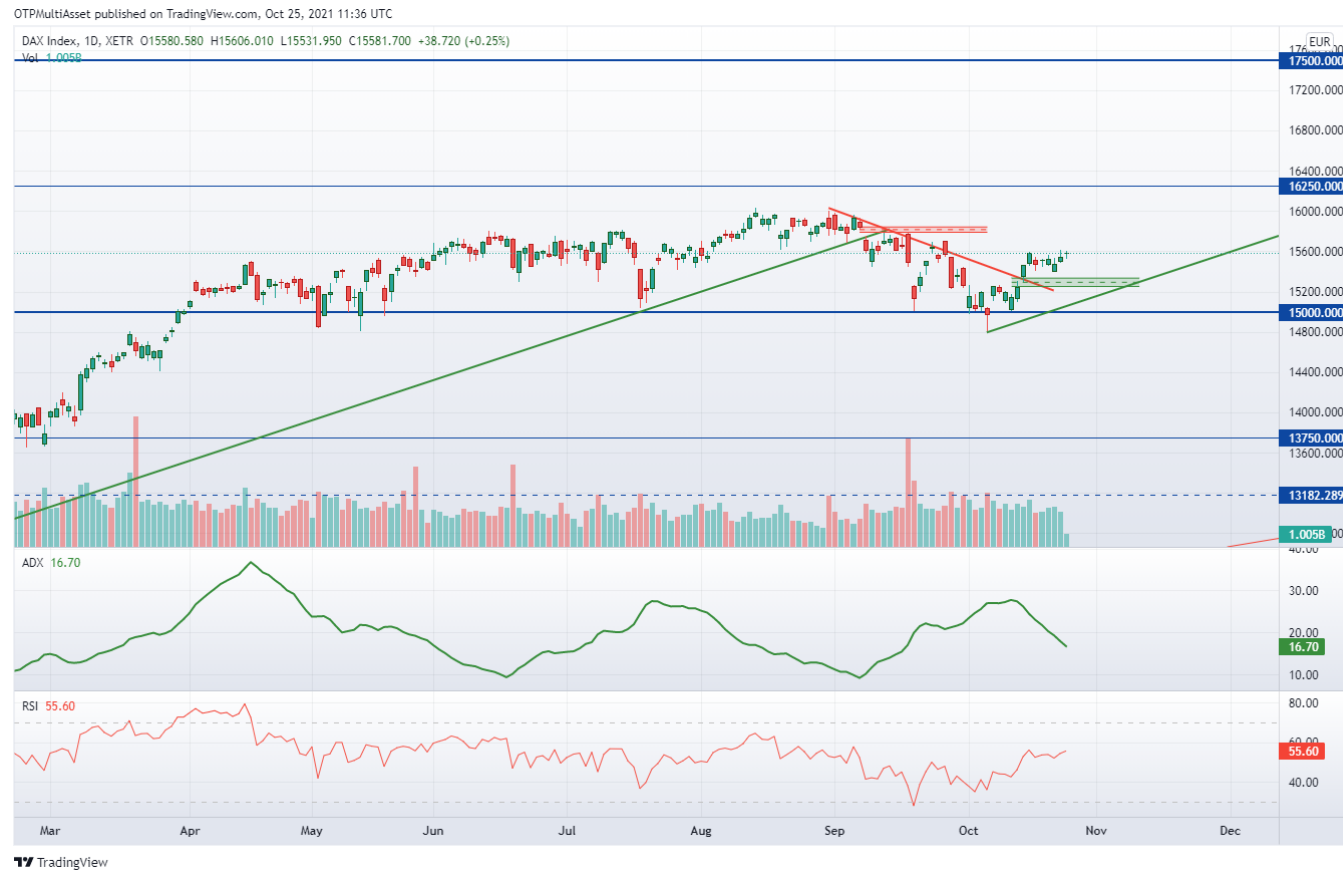 OTPMultiAsset published on TradingView.com, Oct 25, 2021 11:36 UTC
DAX Index, 1D, XETR O15580.580 H15606.010 L15531.950 C15581.700 +38.720 (+0.25%)
Vol 1.005B
EUR
17500.000
17200.000
16800.000
16400.000
16250.000
16000.000
15600.000
15200.000
15000.000
14800.000
14400.000
14000.000
13750.000
13600.000
13182.289
1.005B
40.00
ADX 16.70
30.00
20.00
16.70
10.00
RSI 55.60
80.00
60.00
55.60
40.00
Mar Apr May Jun Jul Aug Sep Oct Nov Dec
TradingView